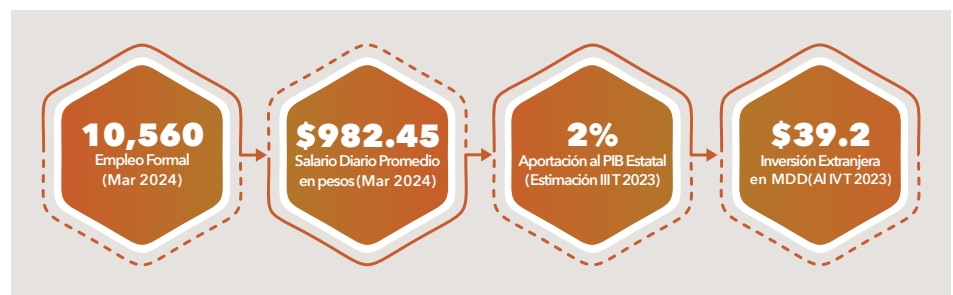 10,560
Empleo Formal
(Mar 2024)
$982.45
Salario Diario Promedio
en pesos (Mar 2024)
2%
Aportación al PIB Estatal
(Estimación III T 2023)
$39.2
Inversión Extranjera
en MDD(Al IV T 2023)